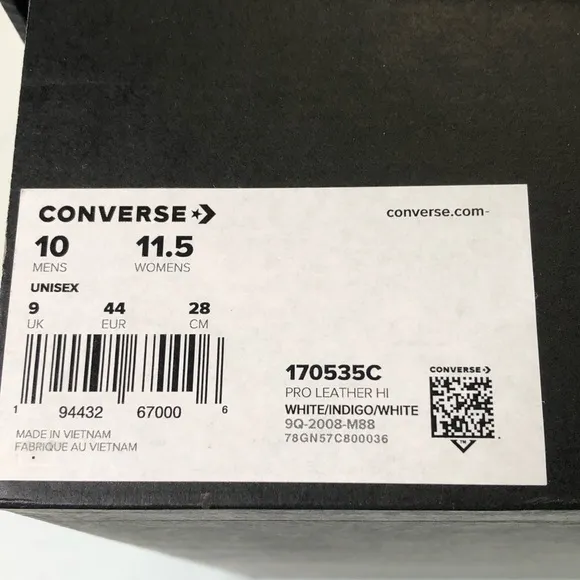 CONVERSE
converse.com
10 11.5
MENS WOMENS
UNISEX
9 44 28
UK EUR CM
1 94432 67000 6
MADE IN VIETNAM
FABRIQUE AU VIETNAM
170535C
PRO LEATHER HI
WHITE/INDIGO/WHITE
9Q-2008-M88
78GN57C800036
CONVERSE